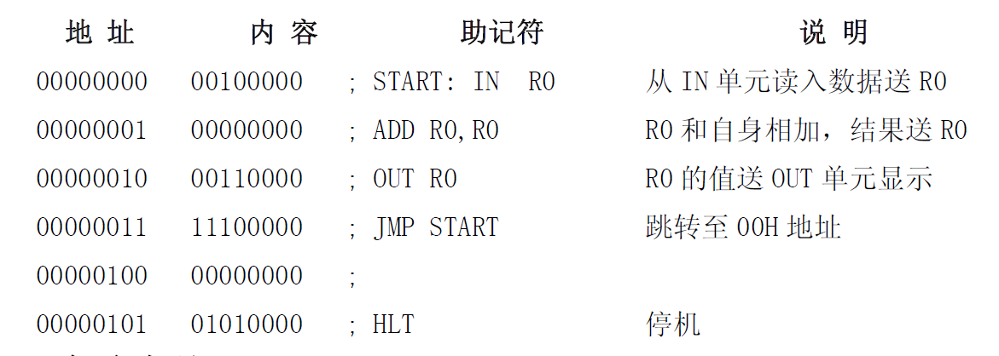 地 址 内 容 助记符 说 明
00000000 00100000 ; START: IN R0 从 IN 单元读入数据送 R0
00000001 00000000 ; ADD R0,R0 R0 和自身相加，结果送 R0
00000010 00110000 ; OUT R0 R0 的值送 OUT 单元显示
00000011 11100000 ; JMP START 跳转至 00H 地址
00000100 00000000 ;
00000101 01010000 ; HLT 停机